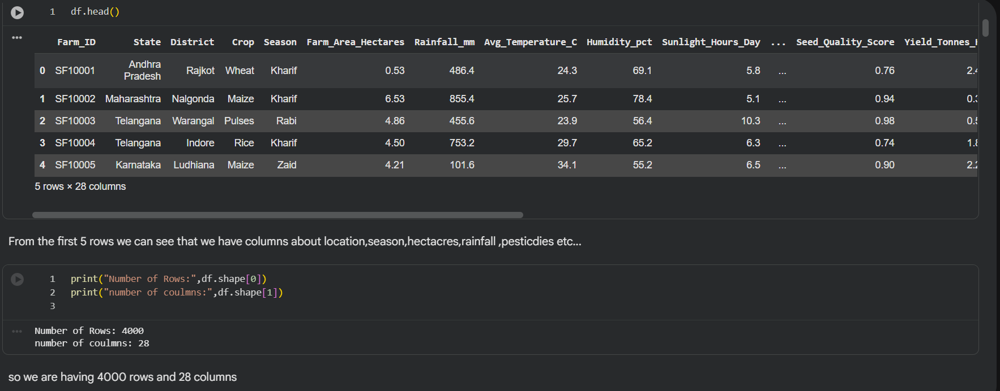 1 df.head()
Farm_ID State District Crop Season Farm_Area_Hectares Rainfall_mm Avg_Temperature_C Humidity_pct Sunlight_Hours_Day ... Seed_Quality_Score Yield_Tonnes_
0 SF10001 Andhra Pradesh Rajkot Wheat Kharif 0.53 486.4 24.3 69.1 5.8 ... 0.76 2.
1 SF10002 Maharashtra Nalgonda Maize Kharif 6.53 855.4 25.7 78.4 5.1 ... 0.94 0.
2 SF10003 Telangana Warangal Pulses Rabi 4.86 455.6 23.9 56.4 10.3 ... 0.98 0.
3 SF10004 Telangana Indore Rice Kharif 4.50 753.2 29.7 65.2 6.3 ... 0.74 1.
4 SF10005 Karnataka Ludhiana Maize Zaid 4.21 101.6 34.1 55.2 6.5 ... 0.90 2.
5 rows × 28 columns
From the first 5 rows we can see that we have columns about location,season,hectacres,rainfall ,pesticdies etc...
1 print("Number of Rows:",df.shape[0])
2 print("number of coulmns:",df.shape[1])
3
Number of Rows: 4000
number of coulmns: 28
so we are having 4000 rows and 28 columns